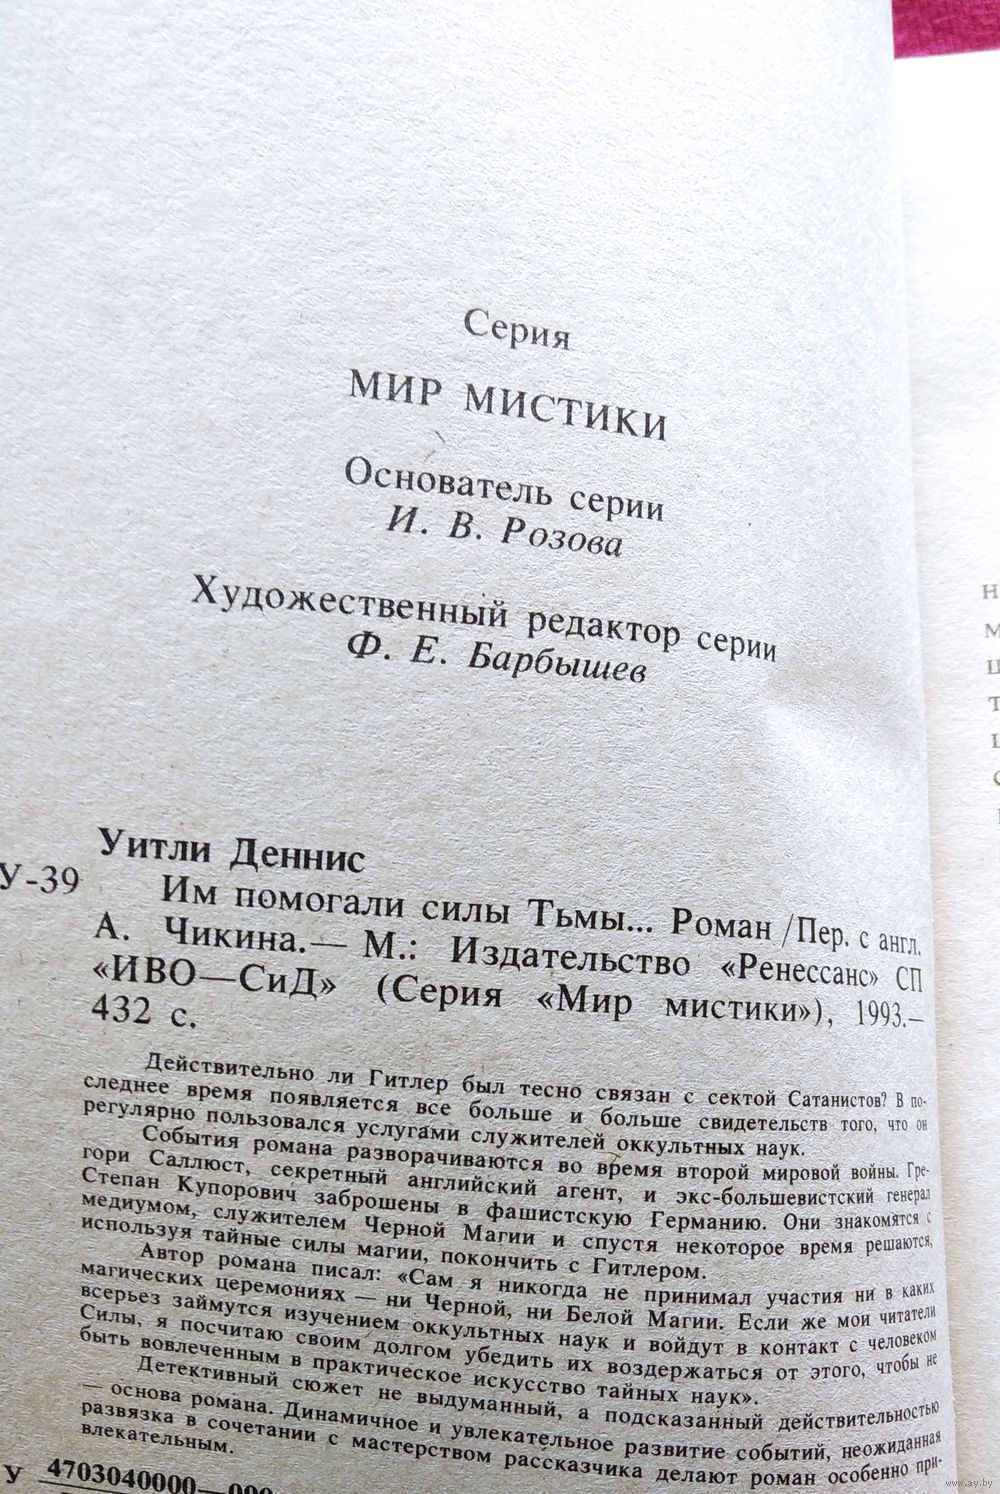 Серия
МИР МИСТИКИ
Основатель серии
И. В. Розова
Художественный редактор серии
Ф. Е. Барбышев
Уитли Деннис
У-39
Им помогали силы Тьмы... Роман /Пер. с англ.
А. Чикина.— М.: Издательство «Ренессанс» СП
«ИВО—СиД» (Серия «Мир мистики»), 1993.—
432 с.
Действительно ли Гитлер был тесно связан с сектой Сатанистов? В по-
следнее время появляется все больше и больше свидетельств того, что он
регулярно пользовался услугами служителей оккультных наук.
События романа разворачиваются во время второй мировой войны. Гре-
гори Саллюст, секретный английский агент, и экс-большевистский генерал
Степан Купорович заброшены в фашистскую Германию. Они знакомятся с
медиумом, служителем Черной Магии и спустя некоторое время решаются,
используя тайные силы магии, покончить с Гитлером.
Автор романа писал: «Сам я никогда не принимал участия ни в каких
магических церемониях — ни Черной, ни Белой Магии. Если же мои читатели
всерьез займутся изучением оккультных наук и войдут в контакт с человеком
Силы, я посчитаю своим долгом убедить их воздержаться от этого, чтобы не
быть вовлеченным в практическое искусство тайных наук».
Детективный сюжет не выдуманный, а подсказанный действительностью
— основа романа. Динамичное и увлекательное развитие событий, неожиданная
развязка в сочетании с мастерством рассказчика делают роман особенно при-
влекательным.
У 4703040000—
www.ay.by